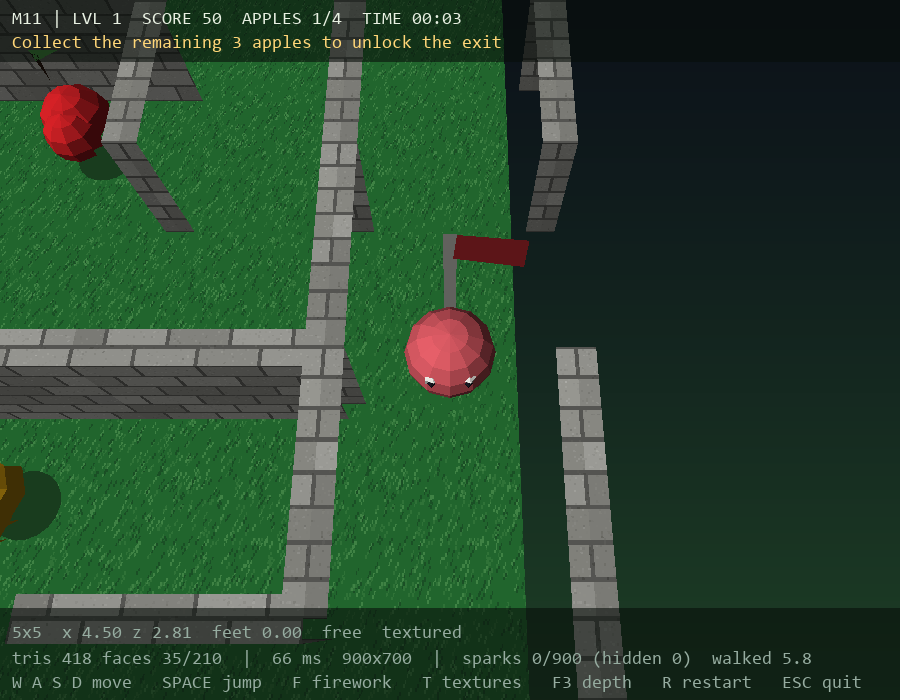 M11 | LVL 1  SCORE 50  APPLES 1/4  TIME 00:03
Collect the remaining 3 apples to unlock the exit
5x5  x 4.50 z 2.81  feet 0.00  free  textured
tris 418 faces 35/210  |  66 ms  900x700  |  sparks 0/900 (hidden 0)  walked 5.8
W A S D move   SPACE jump   F firework   T textures   F3 depth   R restart   ESC quit